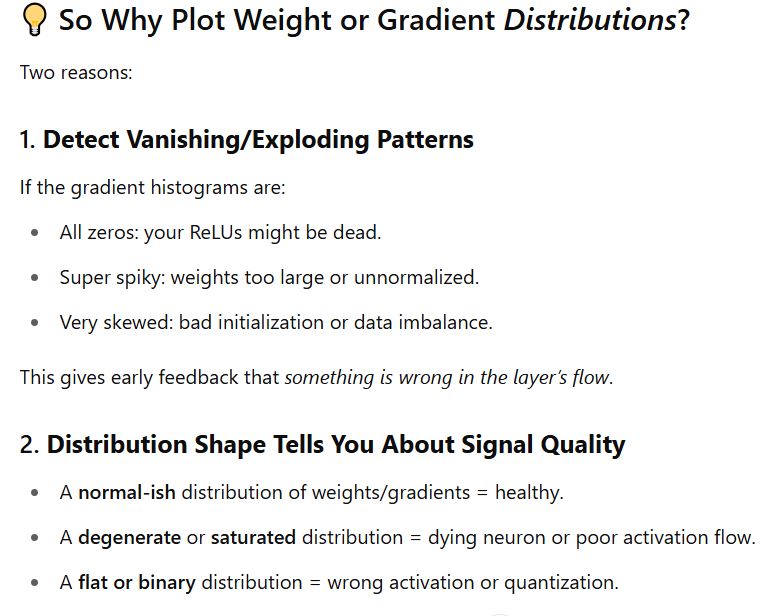 💡 So Why Plot Weight or Gradient Distributions?
Two reasons:
1. Detect Vanishing/Exploding Patterns
If the gradient histograms are:
• All zeros: your ReLUs might be dead.
• Super spiky: weights too large or unnormalized.
• Very skewed: bad initialization or data imbalance.
This gives early feedback that something is wrong in the layer’s flow.
2. Distribution Shape Tells You About Signal Quality
• A normal-ish distribution of weights/gradients = healthy.
• A degenerate or saturated distribution = dying neuron or poor activation flow.
• A flat or binary distribution = wrong activation or quantization.